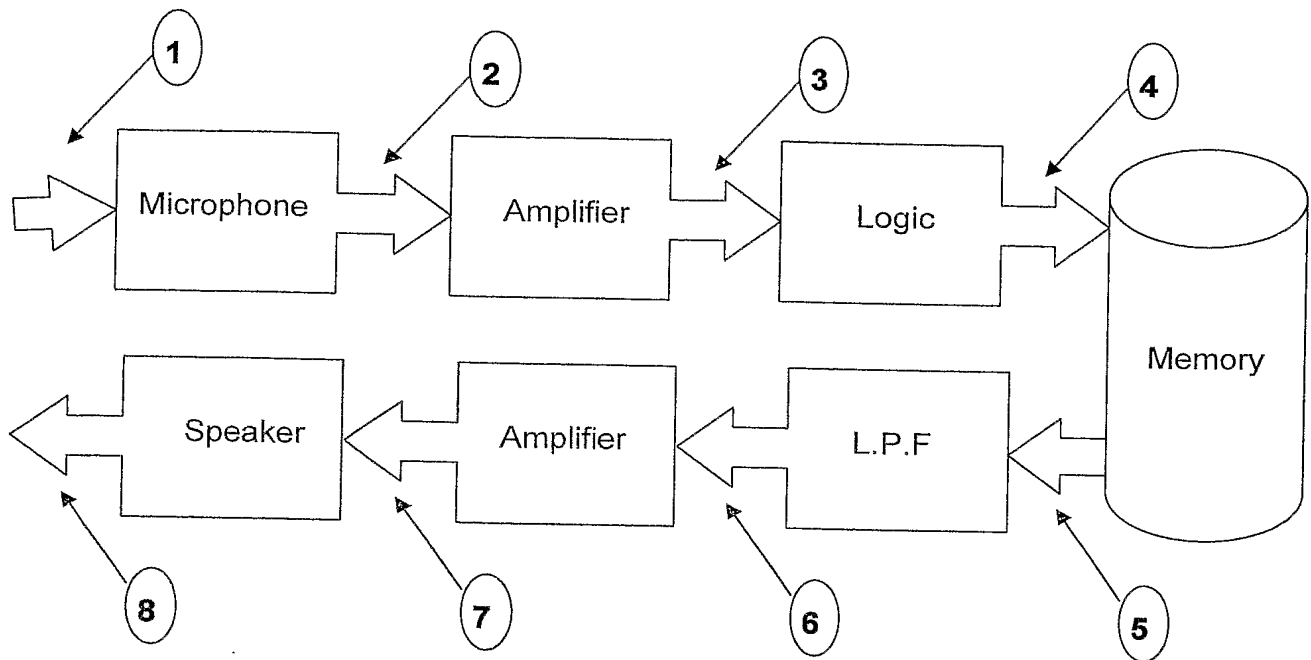 1
2
3
4
Microphone
Amplifier
Logic
Memory
Speaker
Amplifier
L.P.F
8
7
6
5